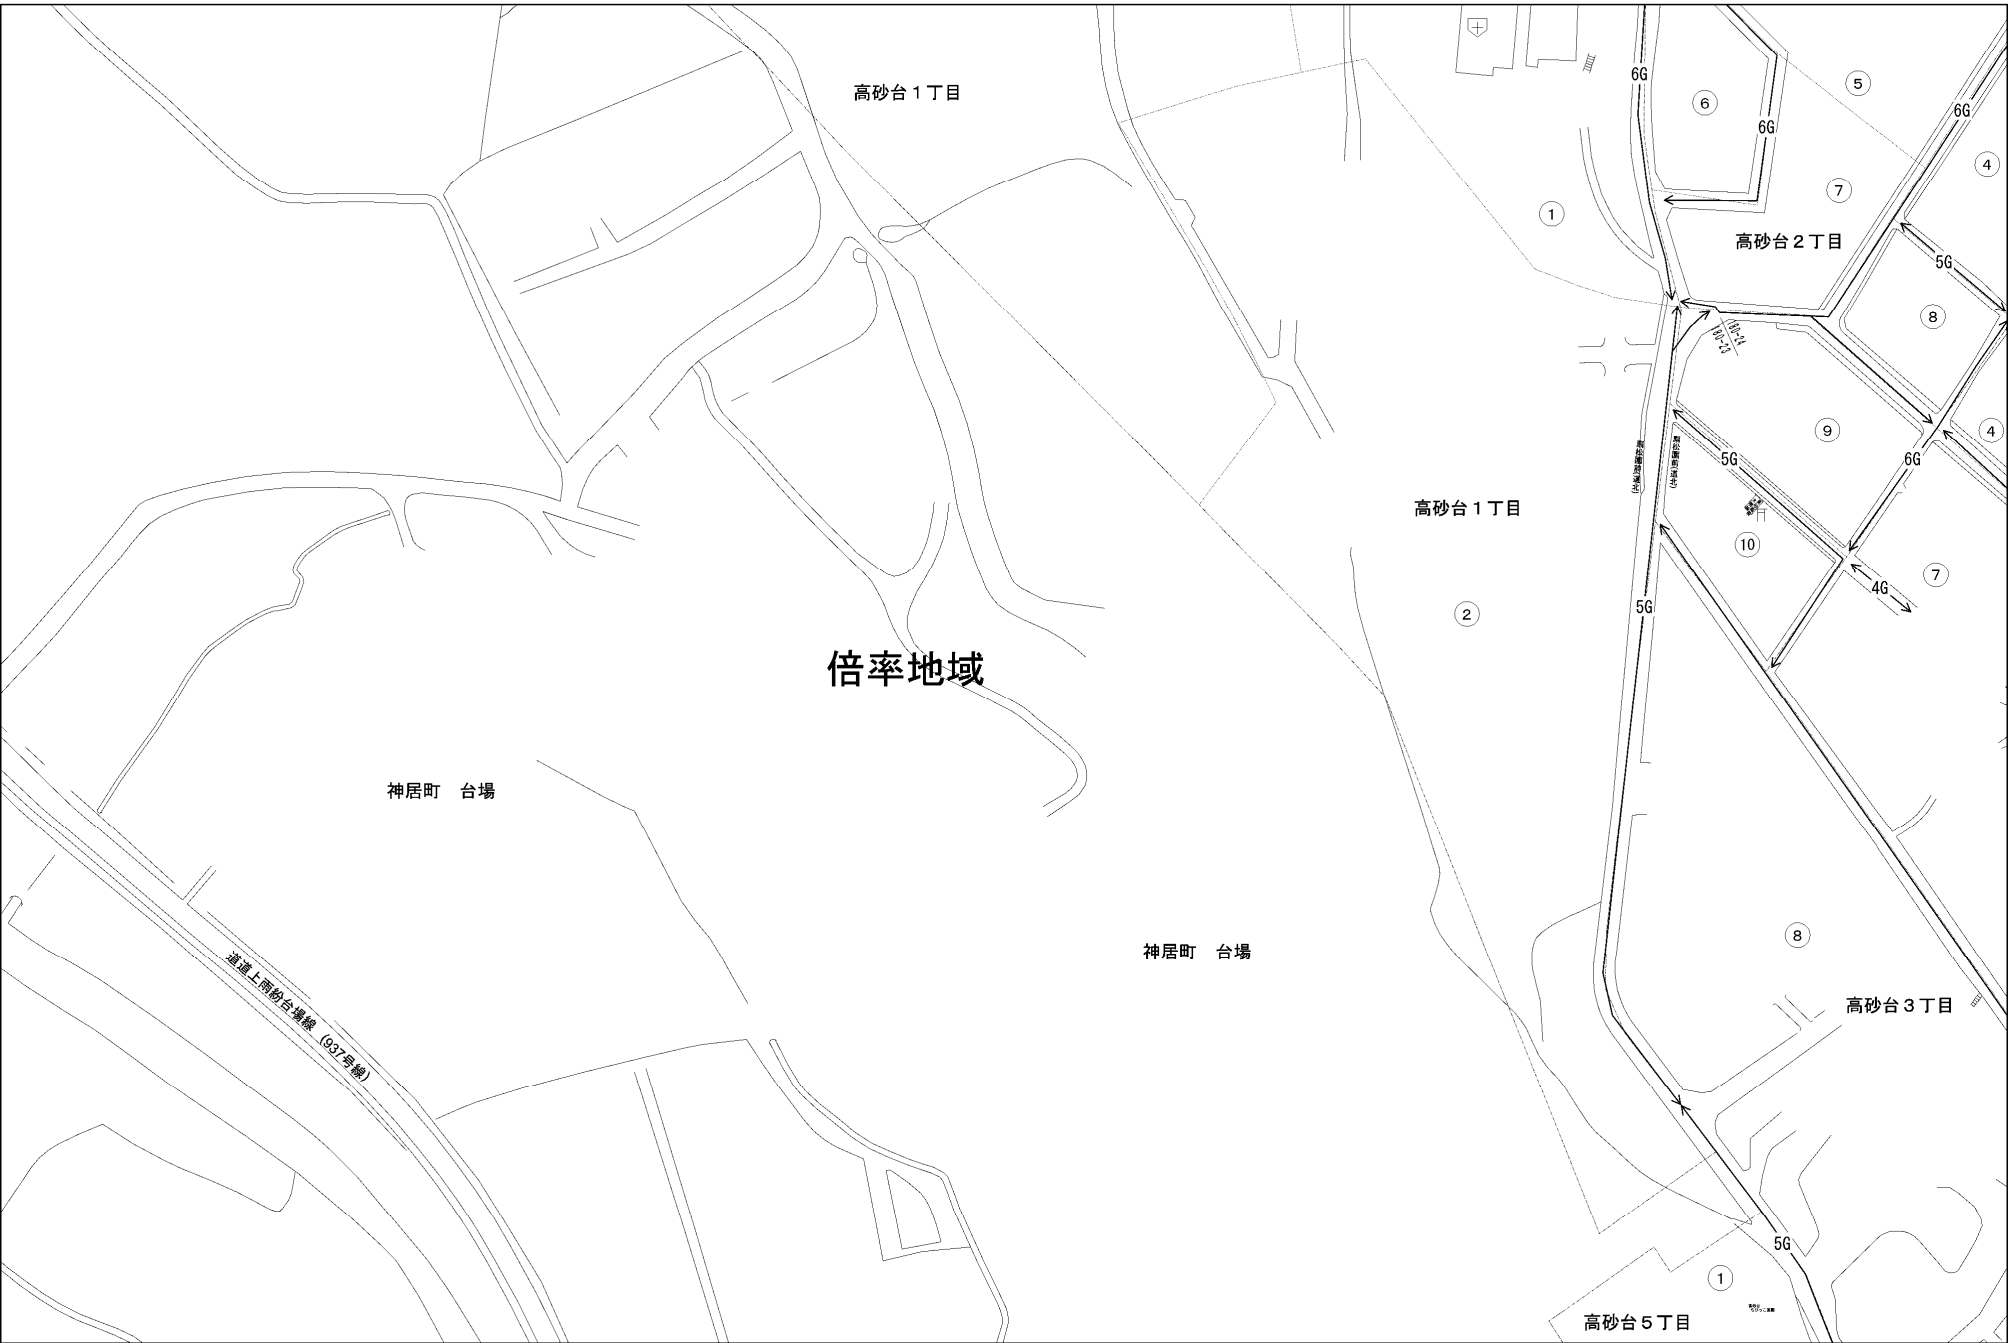 6G
高砂台１丁目
⑤
⑥
6G
6G
④
⑦
①
高砂台２丁目
5G
⑧
80-24
80-23
⑨
④
5G
6G
高砂台１丁目
⑩
⑦
4G
5G
②
倍率地域
神居町　台場
⑧
神居町　台場
道道上雨紛台場線（937号線）
高砂台３丁目
5G
①
高砂台５丁目